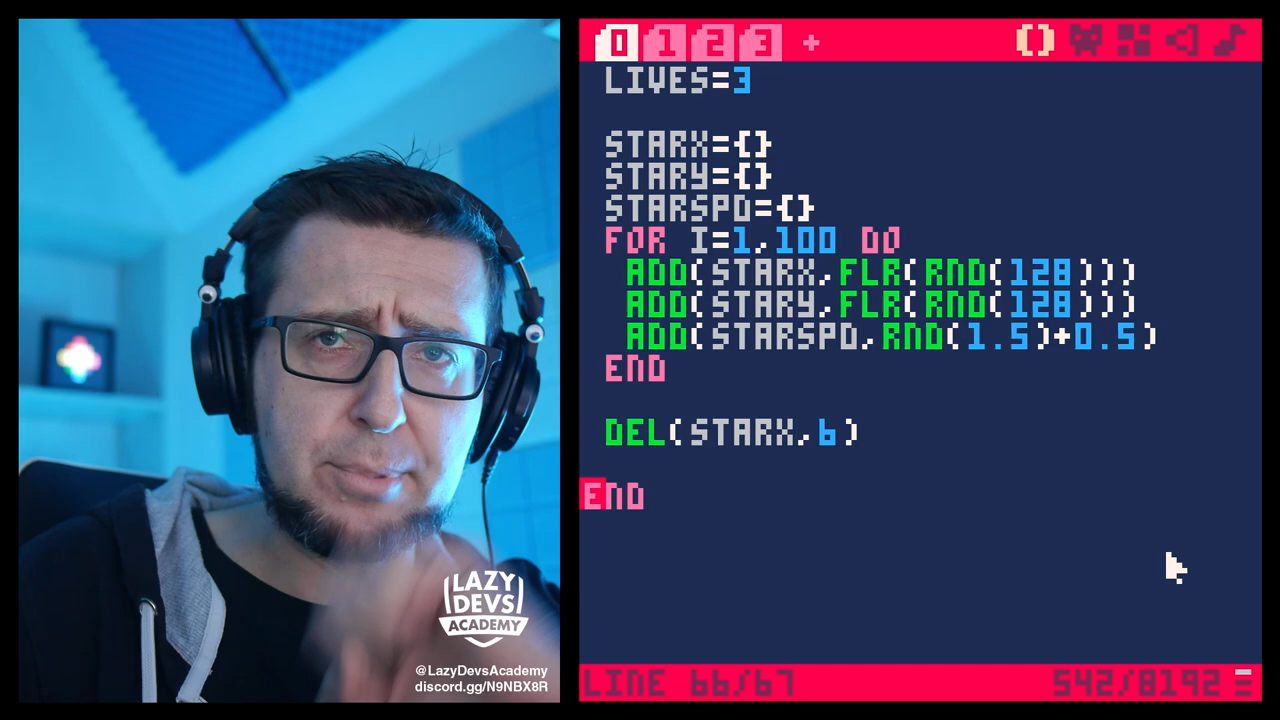 LAZY
DEVS
ACADEMY
@LazyDevsAcademy
discord.gg/N9NBX8R
0 1 2 3 +
LIVES=3
STARX={}
STARY={}
STARSPD={}
FOR I=1,100 DO
ADD(STARX,FLR(RND(128)))
ADD(STARY,FLR(RND(128)))
ADD(STARSPD,RND(1.5)+0.5)
END
DEL(STARX,6)
END
LINE 66/67
542/8192